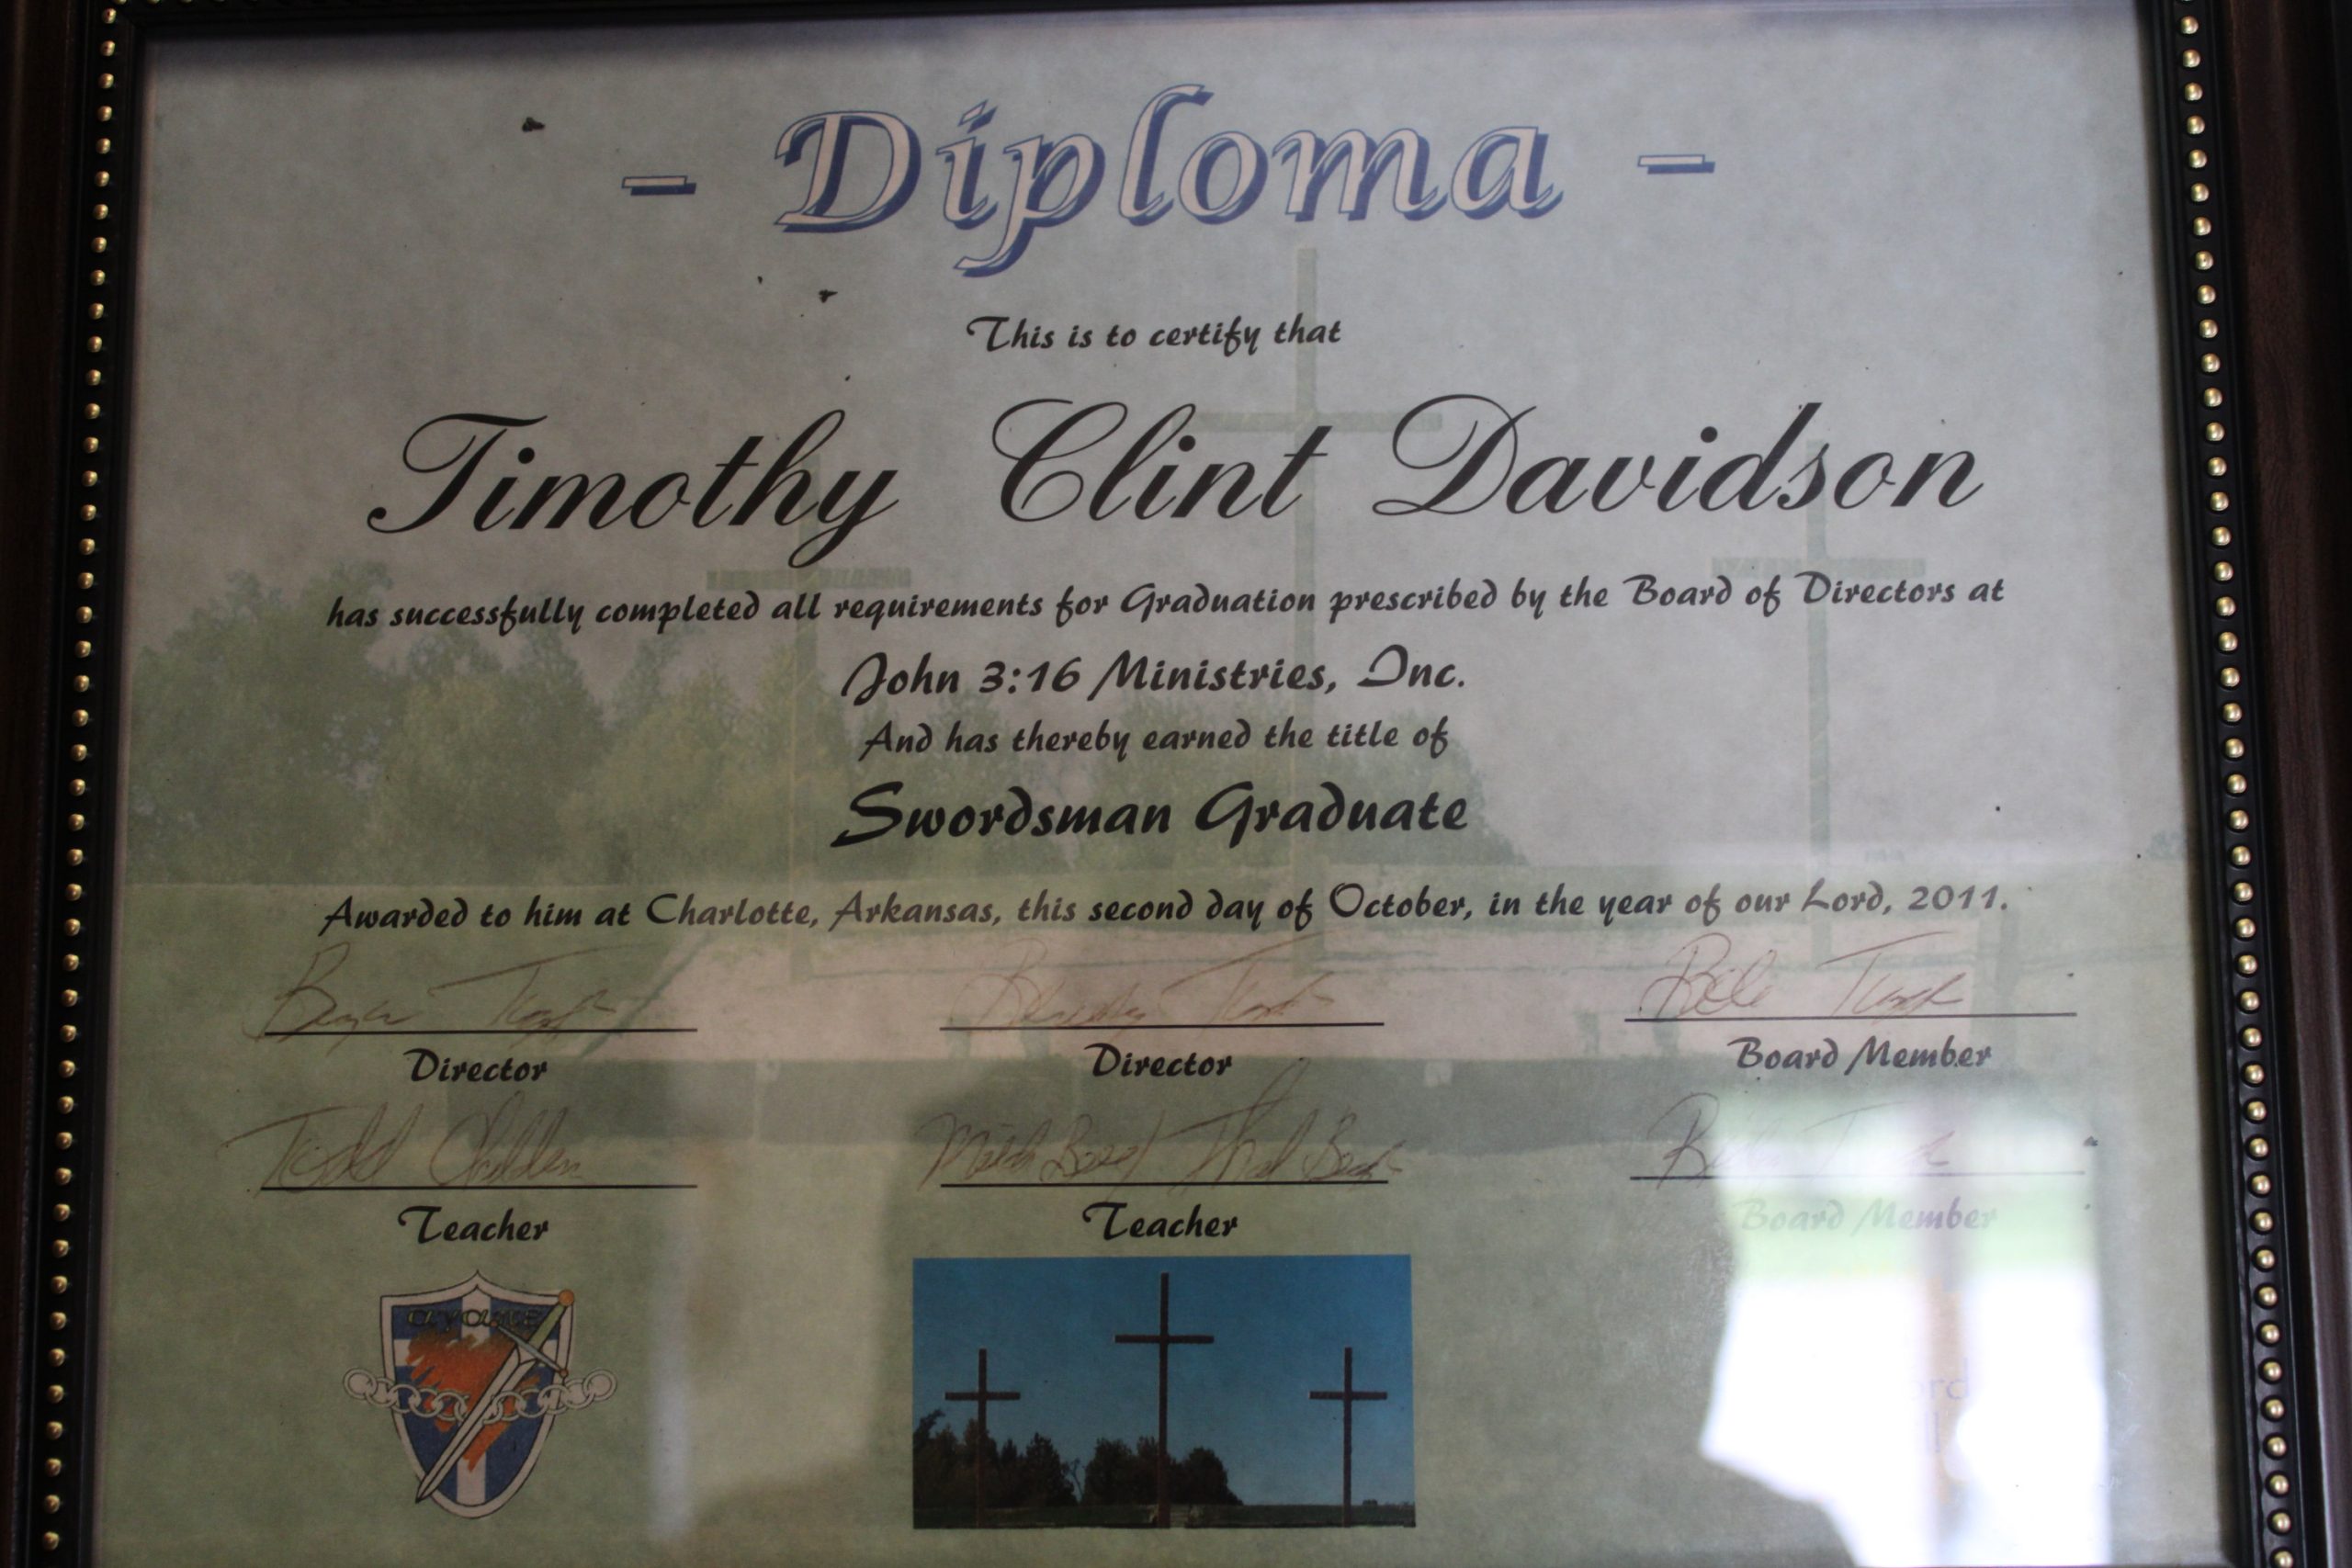 - Diploma -
This is to certify that
Timothy Clint Davidson
has successfully completed all requirements for Graduation prescribed by the Board of Directors at
John 3:16 Ministries, Inc.
And has thereby earned the title of
Swordsman Graduate
Awarded to him at Charlotte, Arkansas, this second day of October, in the year of our Lord, 2011.
Director Director Board Member
Todd
Teacher Teacher Board Member